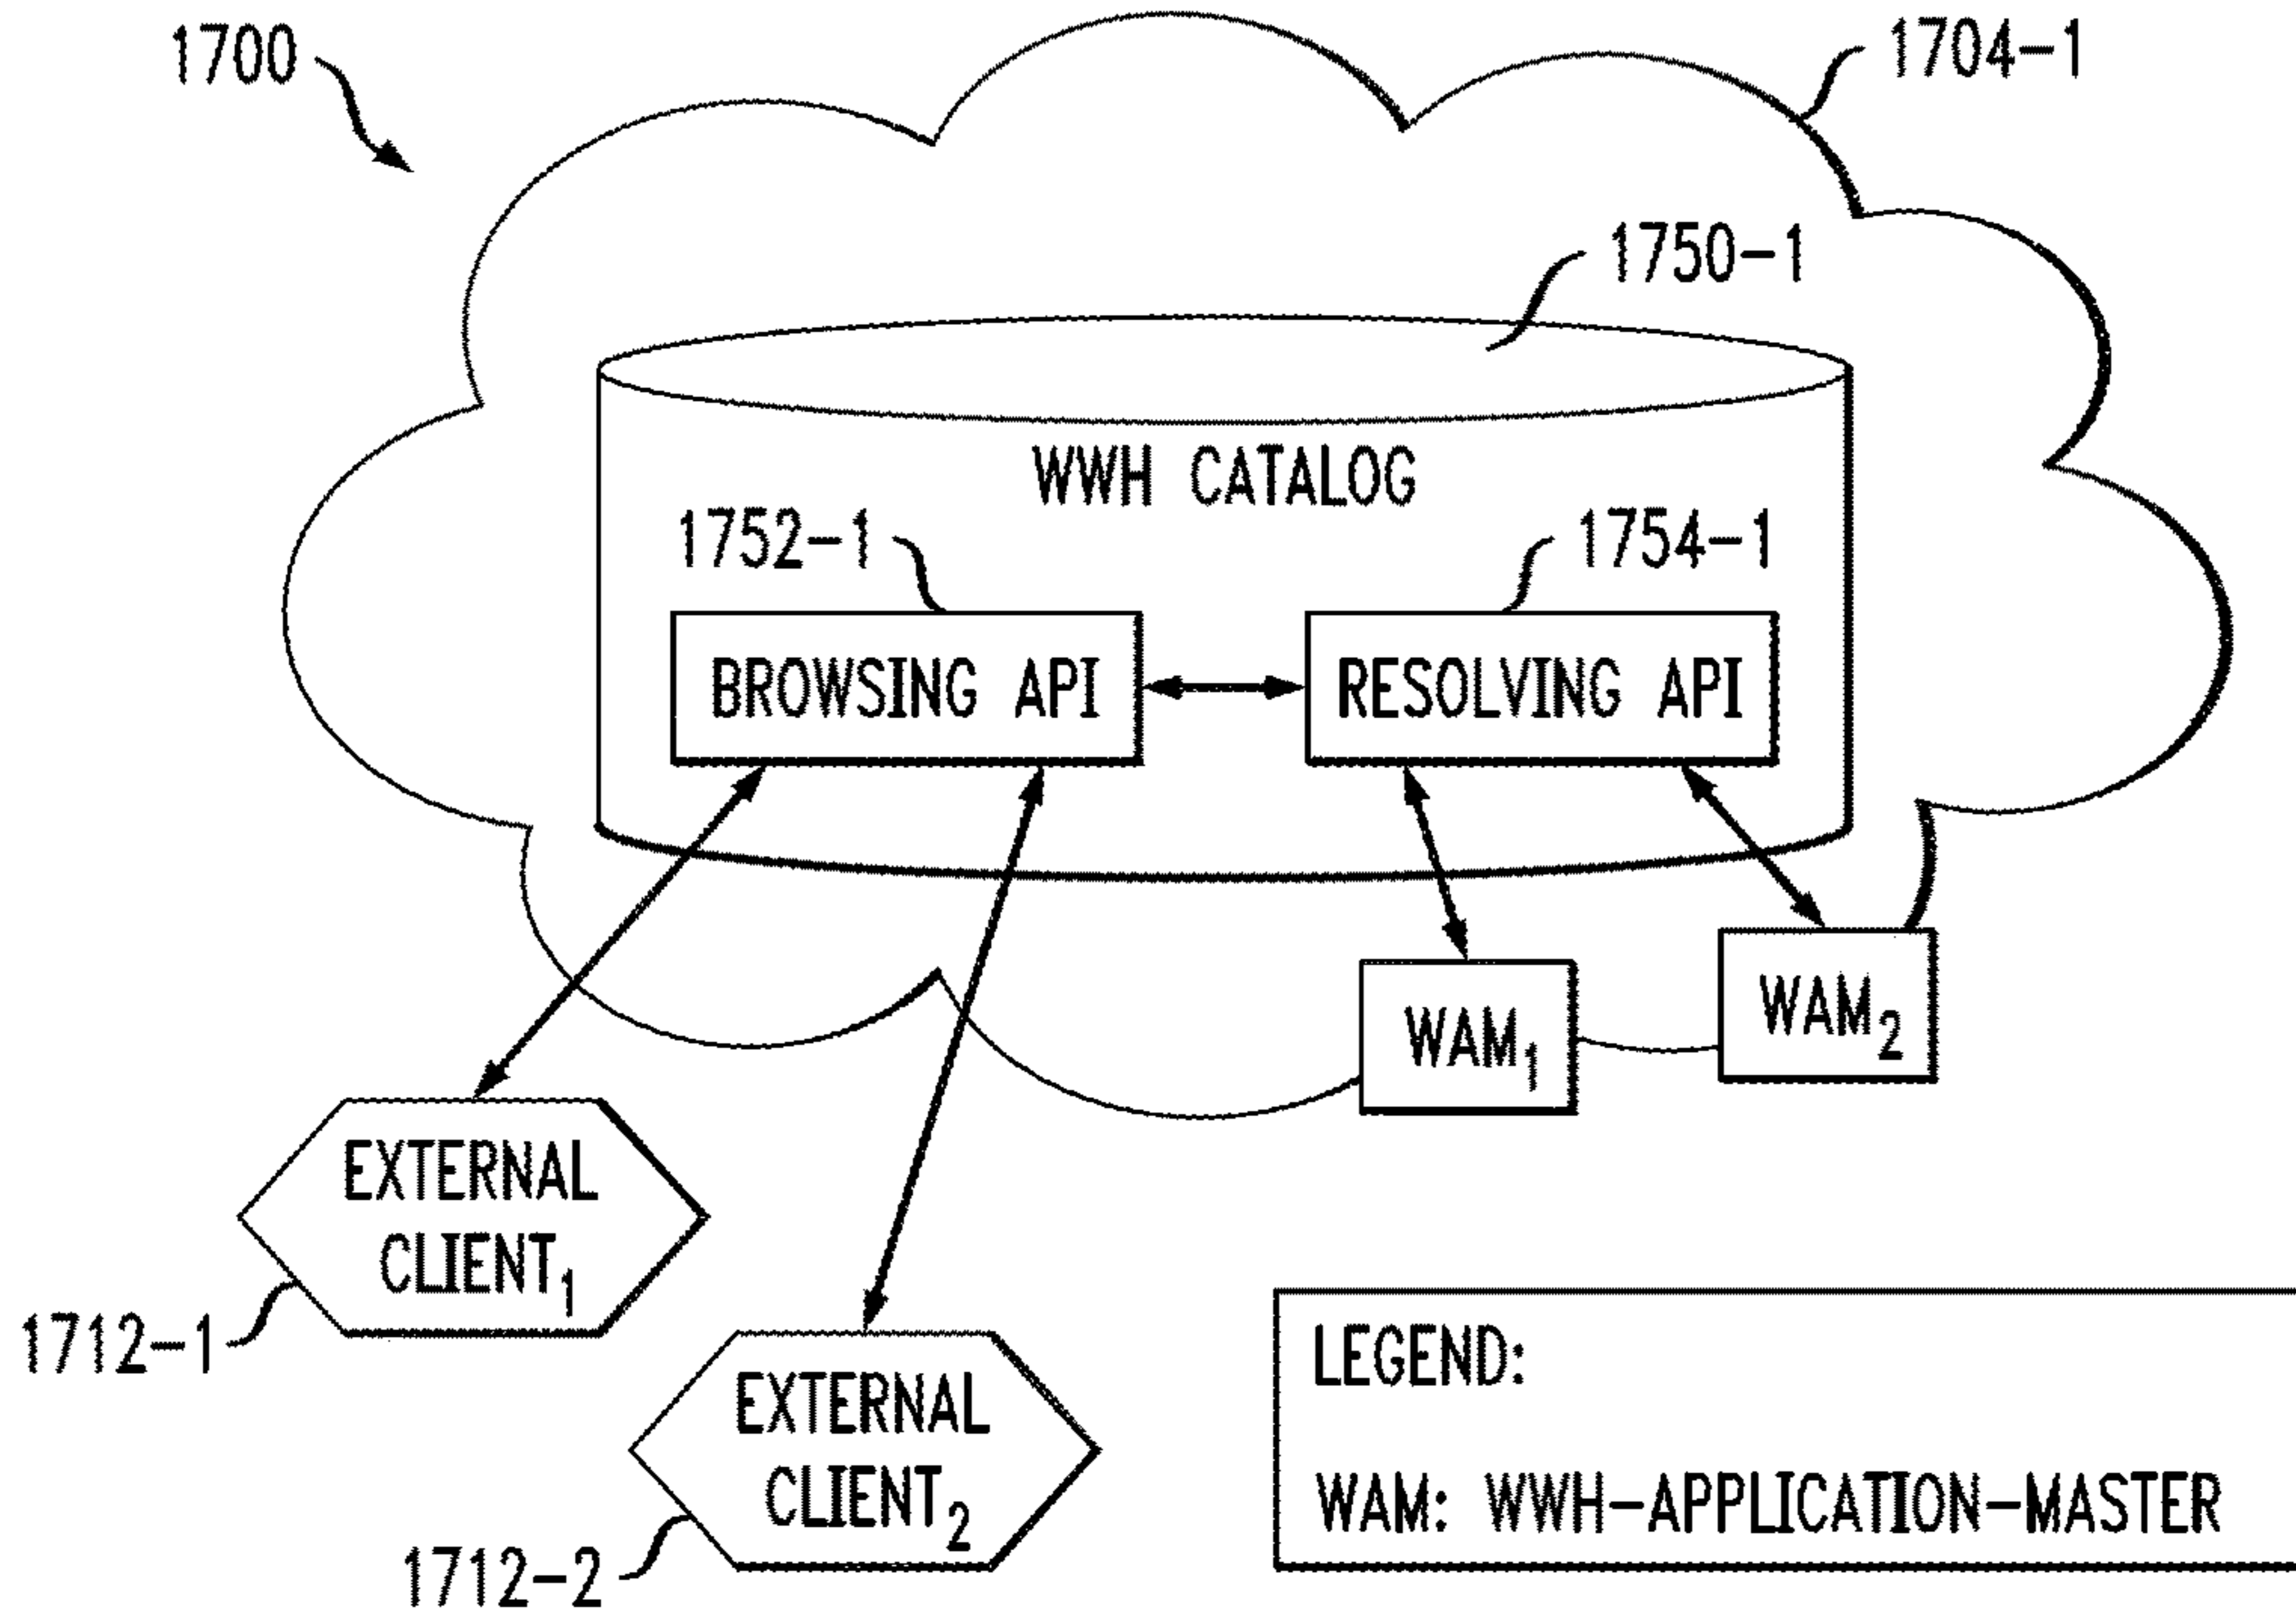 1700
1704-1
1750-1
WWH CATALOG
1752-1
1754-1
BROWSING API
RESOLVING API
WAM1
WAM2
EXTERNAL
CLIENT1
1712-1
EXTERNAL
CLIENT2
1712-2
LEGEND:
WAM: WWH-APPLICATION-MASTER